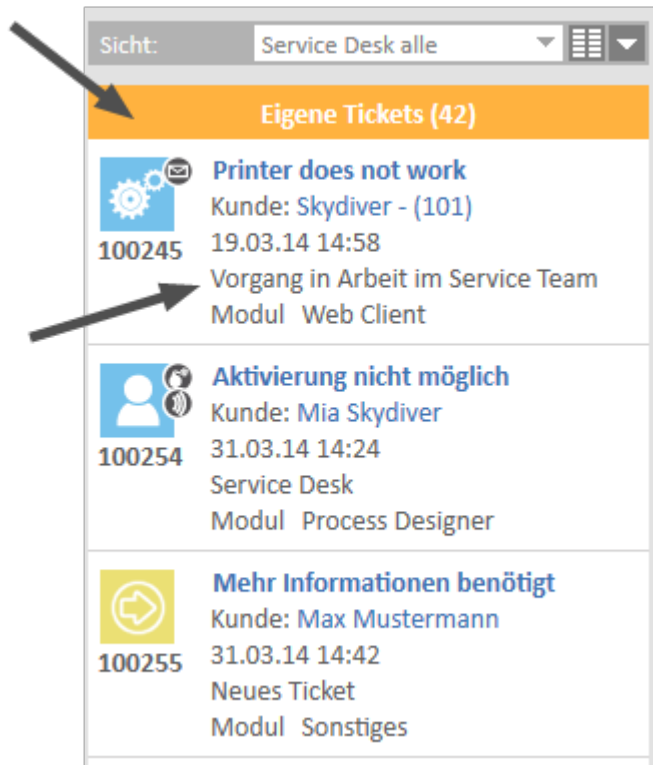 Sicht: Service Desk alle
Eigene Tickets (42)
Printer does not work
Kunde: Skydiver - (101)
100245 19.03.14 14:58
Vorgang in Arbeit im Service Team
Modul Web Client
Aktivierung nicht möglich
Kunde: Mia Skydiver
100254 31.03.14 14:24
Service Desk
Modul Process Designer
Mehr Informationen benötigt
Kunde: Max Mustermann
100255 31.03.14 14:42
Neues Ticket
Modul Sonstiges